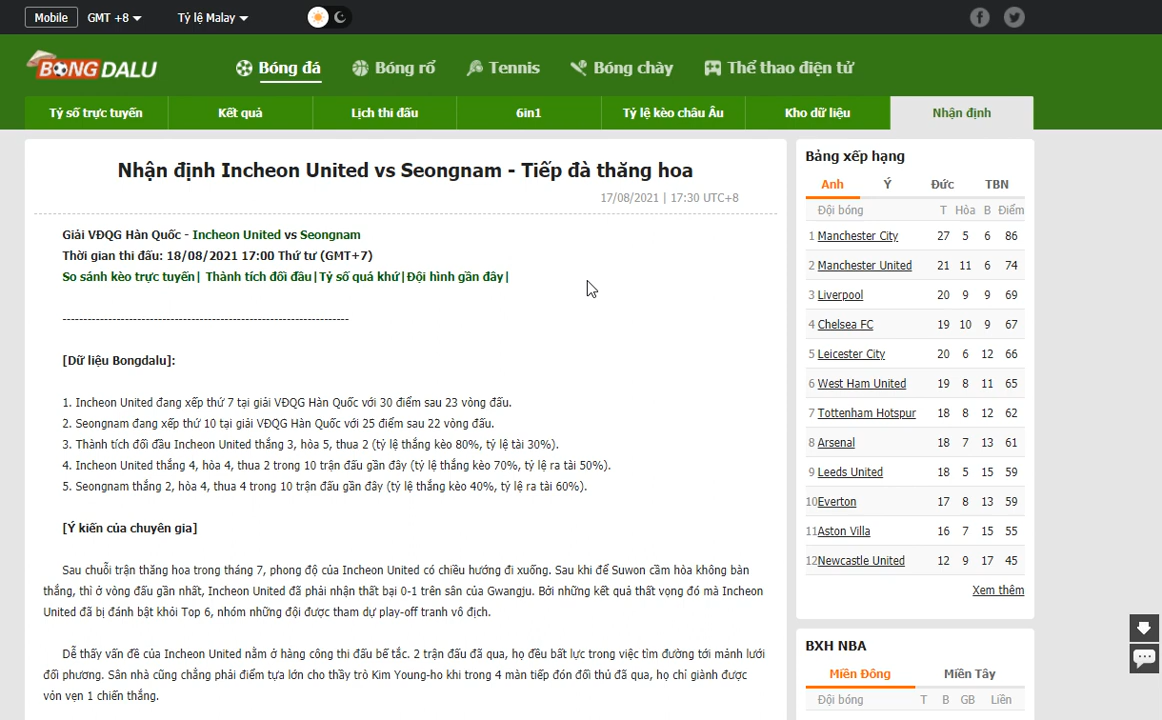 Mobile GMT +8 Tỷ lệ Malay
BONGDALU Bóng đá Bóng rổ Tennis Bóng chày Thể thao điện tử
Tỷ số trực tuyến Kết quả Lịch thi đấu 6in1 Tỷ lệ kèo châu Âu Kho dữ liệu Nhận định
Nhận định Incheon United vs Seongnam - Tiếp đà thăng hoa
17/08/2021 | 17:30 UTC+8
Giải VĐQG Hàn Quốc - Incheon United vs Seongnam
Thời gian thi đấu: 18/08/2021 17:00 Thứ tư (GMT+7)
So sánh kèo trực tuyến| Thành tích đối đầu|Tỷ số quá khứ|Đội hình gần đây|
--------------------------------------------------------------------
[Dữ liệu Bongdalu]:
1. Incheon United đang xếp thứ 7 tại giải VĐQG Hàn Quốc với 30 điểm sau 23 vòng đấu.
2. Seongnam đang xếp thứ 10 tại giải VĐQG Hàn Quốc với 25 điểm sau 22 vòng đấu.
3. Thành tích đối đầu Incheon United thắng 3, hòa 5, thua 2 (tỷ lệ thắng kèo 80%, tỷ lệ tài 30%).
4. Incheon United thắng 4, hòa 4, thua 2 trong 10 trận đấu gần đây (tỷ lệ thắng kèo 70%, tỷ lệ ra tài 50%).
5. Seongnam thắng 2, hòa 4, thua 4 trong 10 trận đấu gần đây (tỷ lệ thắng kèo 40%, tỷ lệ ra tài 60%).
[Ý kiến của chuyên gia]
Sau chuỗi trận thăng hoa trong tháng 7, phong độ của Incheon United có chiều hướng đi xuống. Sau khi để Suwon cầm hòa không bàn
thắng, thì ở vòng đấu gần nhất, Incheon United đã phải nhận thất bại 0-1 trên sân của Gwangju. Bởi những kết quả thất vọng đó mà Incheon
United đã bị đánh bật khỏi Top 6, nhóm những đội được tham dự play-off tranh vô địch.
Dễ thấy vấn đề của Incheon United nằm ở hàng công thi đấu bế tắc. 2 trận đấu đã qua, họ đều bất lực trong việc tìm đường tới mảnh lưới
đối phương. Sân nhà cũng chẳng phải điểm tựa lớn cho thầy trò Kim Young-ho khi trong 4 màn tiếp đón đối thủ đã qua, họ chỉ giành được
vỏn vẹn 1 chiến thắng.
Bảng xếp hạng
Anh Ý Đức TBN
Đội bóng T Hòa B Điểm
1 Manchester City 27 5 6 86
2 Manchester United 21 11 6 74
3 Liverpool 20 9 9 69
4 Chelsea FC 19 10 9 67
5 Leicester City 20 6 12 66
6 West Ham United 19 8 11 65
7 Tottenham Hotspur 18 8 12 62
8 Arsenal 18 7 13 61
9 Leeds United 18 5 15 59
10 Everton 17 8 13 59
11 Aston Villa 16 7 15 55
12 Newcastle United 12 9 17 45
Xem thêm
BXH NBA
Miền Đông Miền Tây
Đội bóng T B GB Liền